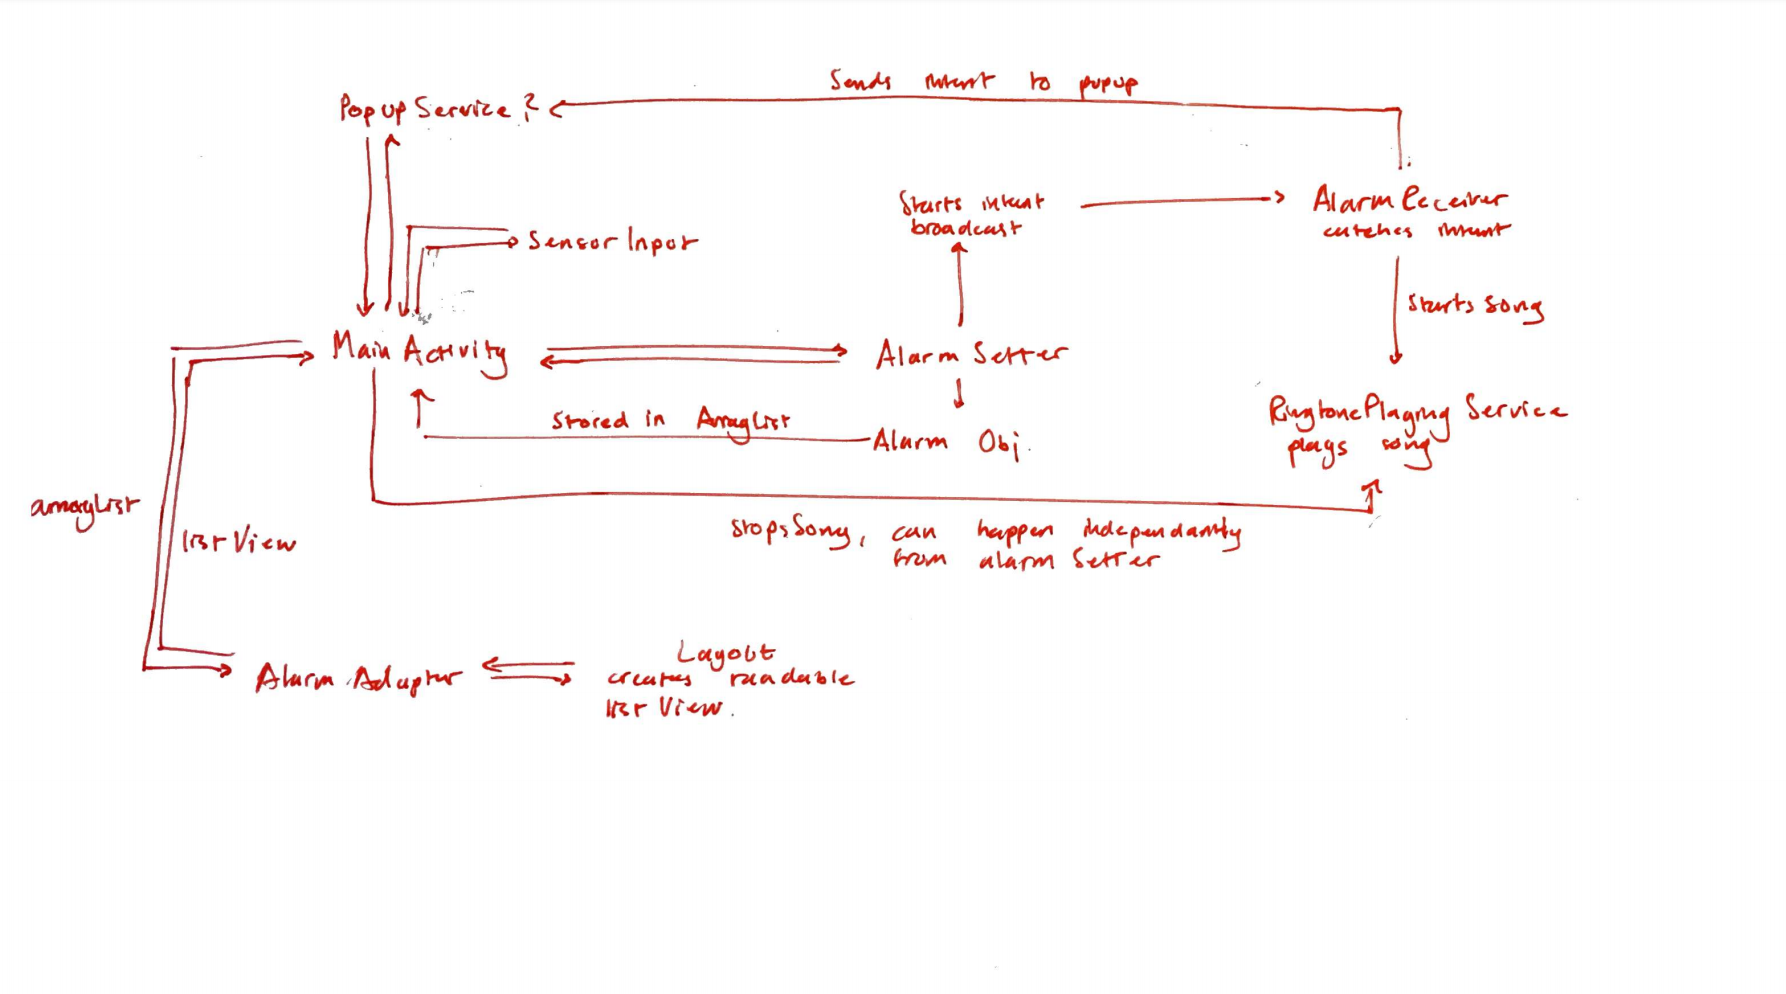 Sends intent to popup
Pop up Service?
Starts intent
broadcast
Alarm Receiver
catches intent
Sensor Input
Starts song
Main Activity
Alarm Setter
RingtonePlaying Service
plays song
Stored in ArrayList
Alarm Obj.
arrayList
list View
stopsSong, can happen independantly
from alarm Setter
Alarm Adapter
Layout
creates readable
list View.